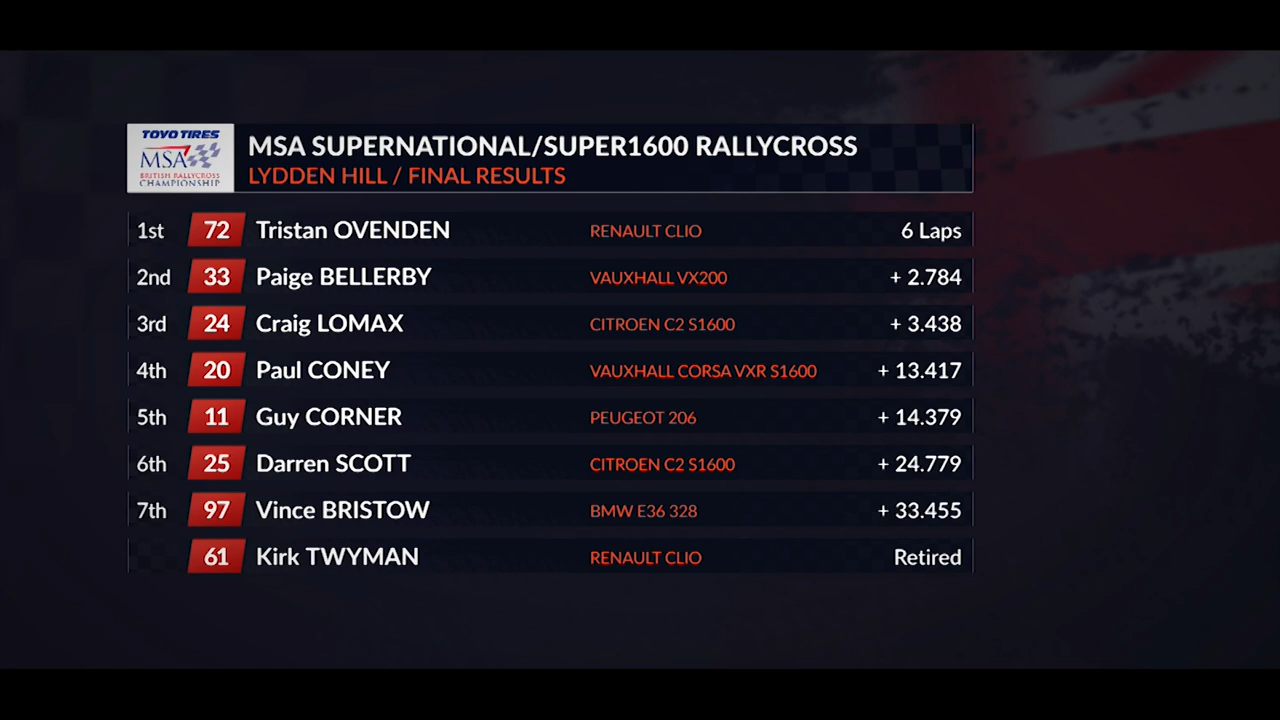 TOYO TIRES
MSA
BRITISH RALLYCROSS
CHAMPIONSHIP
MSA SUPERNATIONAL/SUPER1600 RALLYCROSS
LYDDEN HILL / FINAL RESULTS
1st 72 Tristan OVENDEN RENAULT CLIO 6 Laps
2nd 33 Paige BELLERBY VAUXHALL VX200 + 2.784
3rd 24 Craig LOMAX CITROEN C2 S1600 + 3.438
4th 20 Paul CONEY VAUXHALL CORSA VXR S1600 + 13.417
5th 11 Guy CORNER PEUGEOT 206 + 14.379
6th 25 Darren SCOTT CITROEN C2 S1600 + 24.779
7th 97 Vince BRISTOW BMW E36 328 + 33.455
61 Kirk TWYMAN RENAULT CLIO Retired